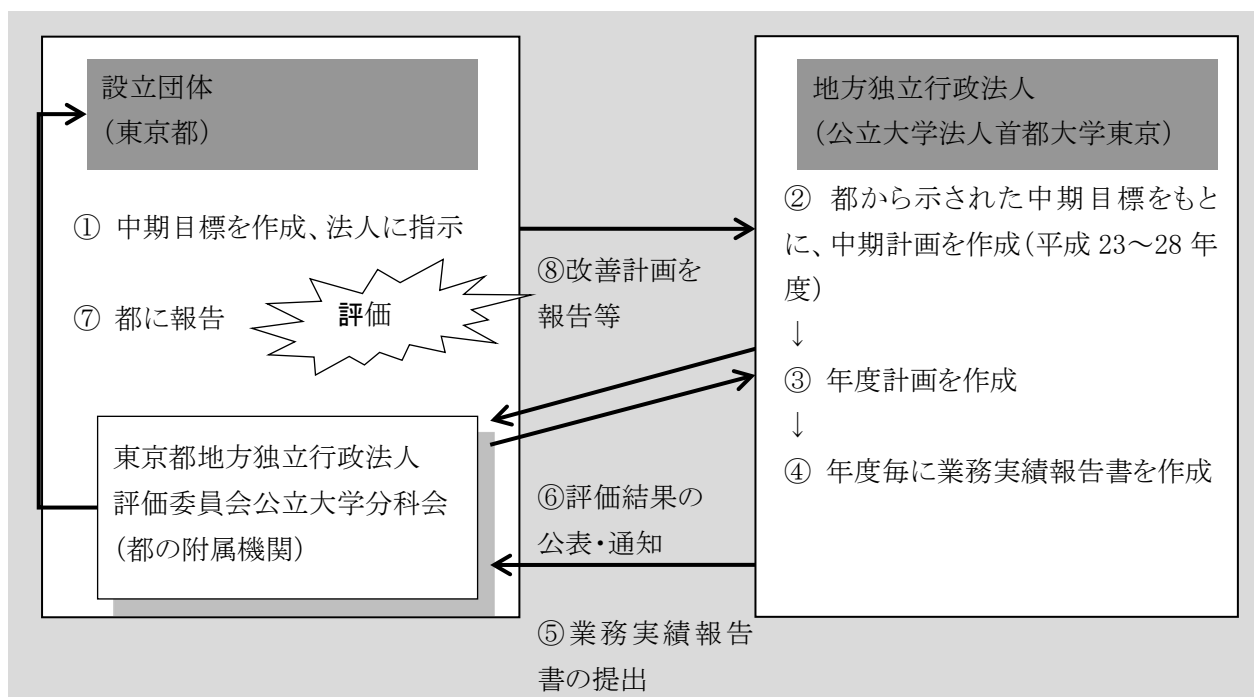 設立団体
（東京都）
① 中期目標を作成、法人に指示
⑦ 都に報告
評価
東京都地方独立行政法人
評価委員会公立大学分科会
（都の附属機関）
⑧改善計画を
報告等
⑥評価結果の
公表・通知
⑤業務実績報告
書の提出
地方独立行政法人
（公立大学法人首都大学東京）
② 都から示された中期目標をもと
に、中期計画を作成（平成 23～28 年
度）
↓
③ 年度計画を作成
↓
④ 年度毎に業務実績報告書を作成